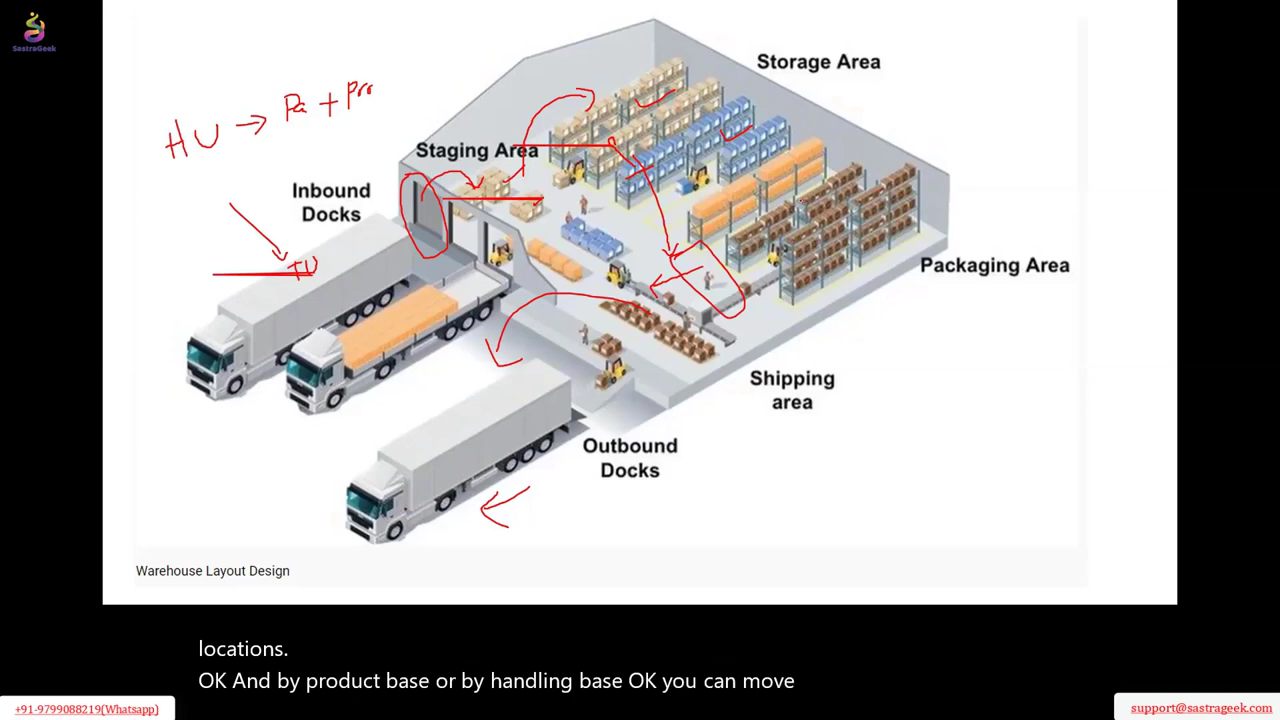 SastraGeek
Storage Area
HU → Pa + Pro
Staging Area
Inbound
Docks
TU
Packaging Area
Shipping
area
Outbound
Docks
Warehouse Layout Design
locations.
OK And by product base or by handling base OK you can move
+91-9799088219(Whatsapp)
support@sastrageek.com